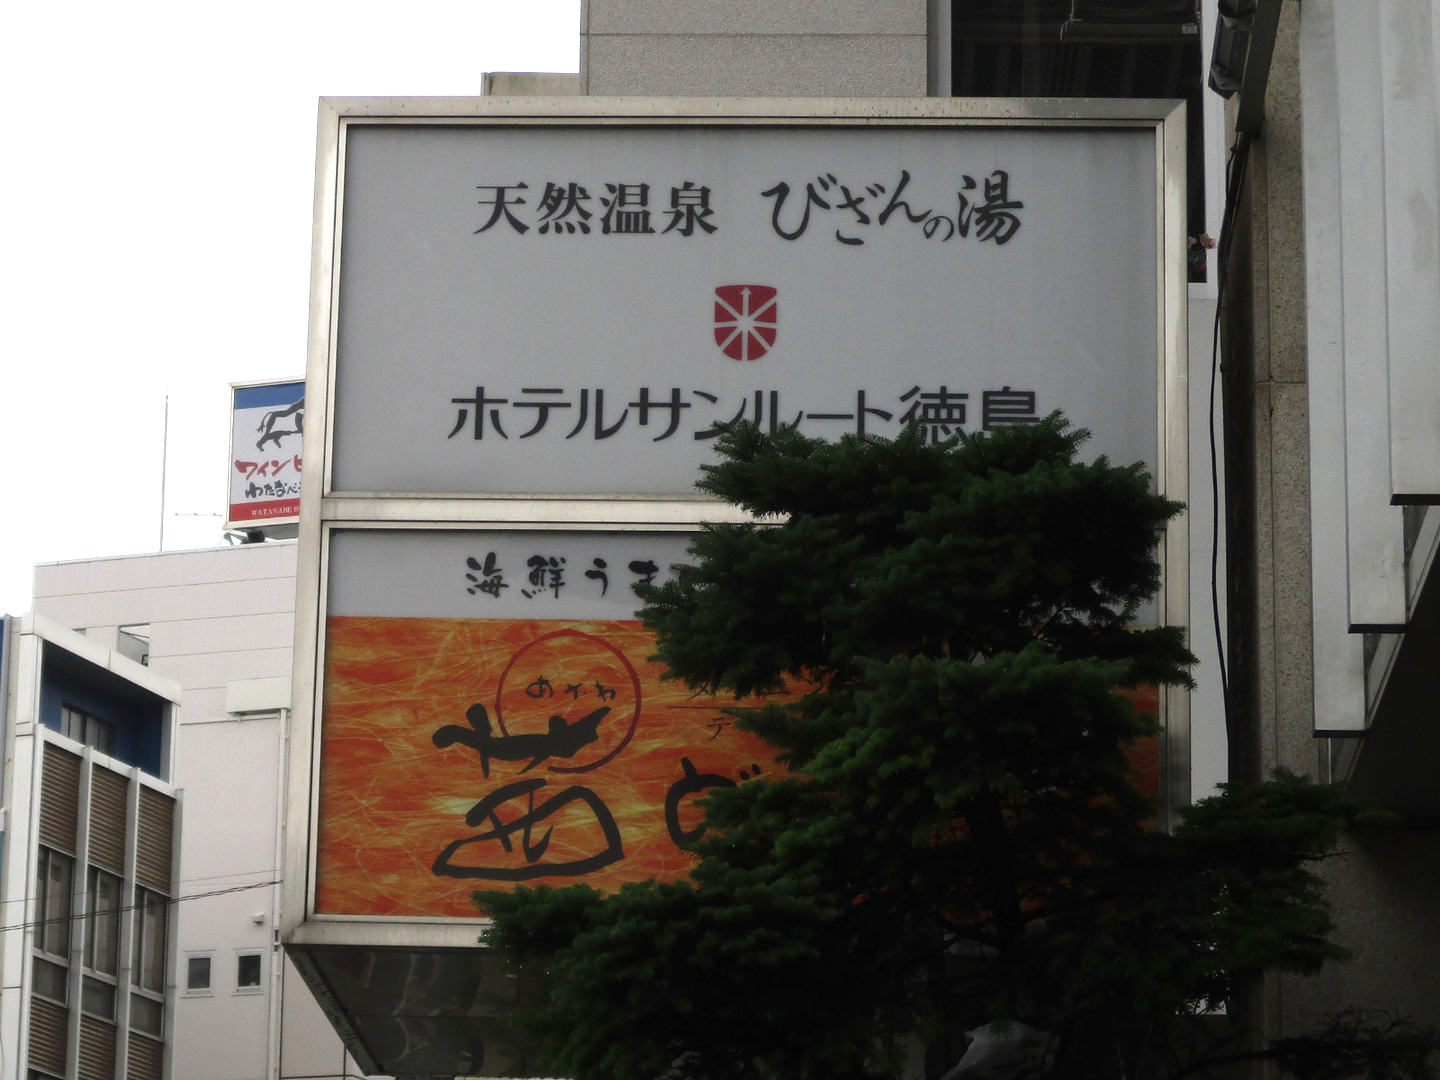 天然温泉 びざんの湯
ホテルサンルート徳島
海鮮うま
あかね
茜 ど
テ
ワイン
わたなべ
WATANABE